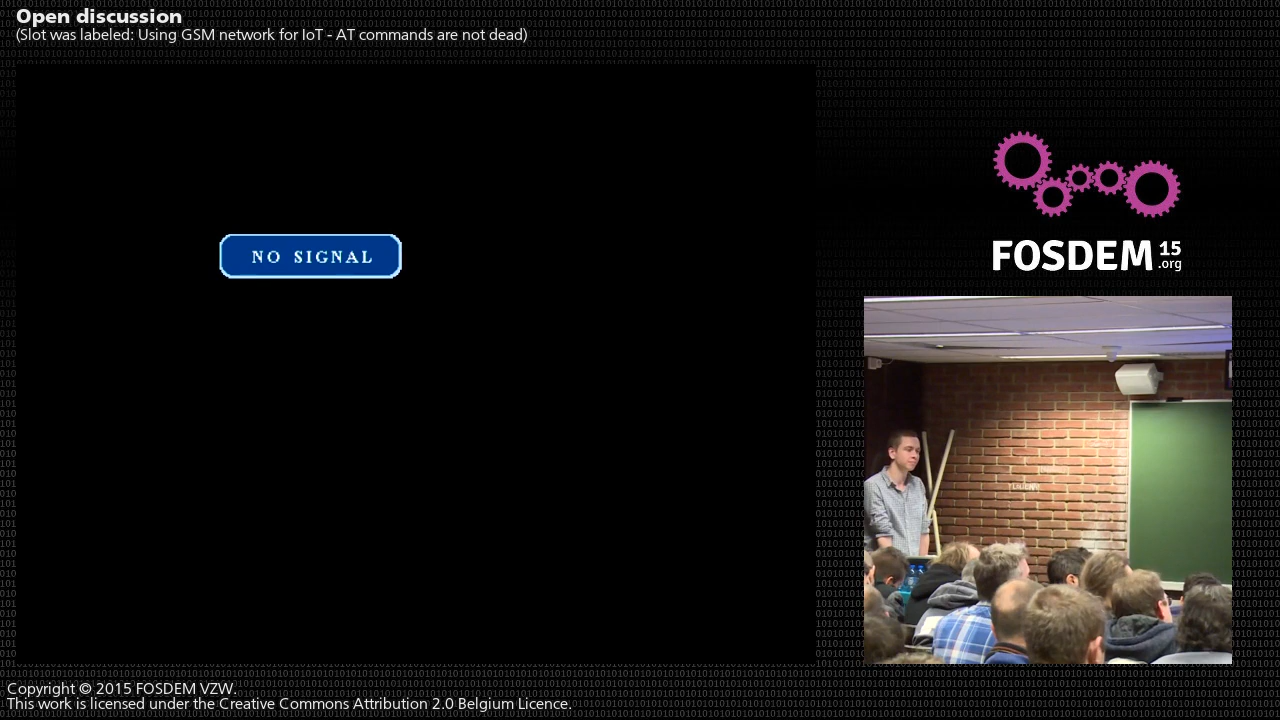 Open discussion
(Slot was labeled: Using GSM network for IoT - AT commands are not dead)
NO SIGNAL
FOSDEM 15
.org
Copyright © 2015 FOSDEM VZW.
This work is licensed under the Creative Commons Attribution 2.0 Belgium Licence.